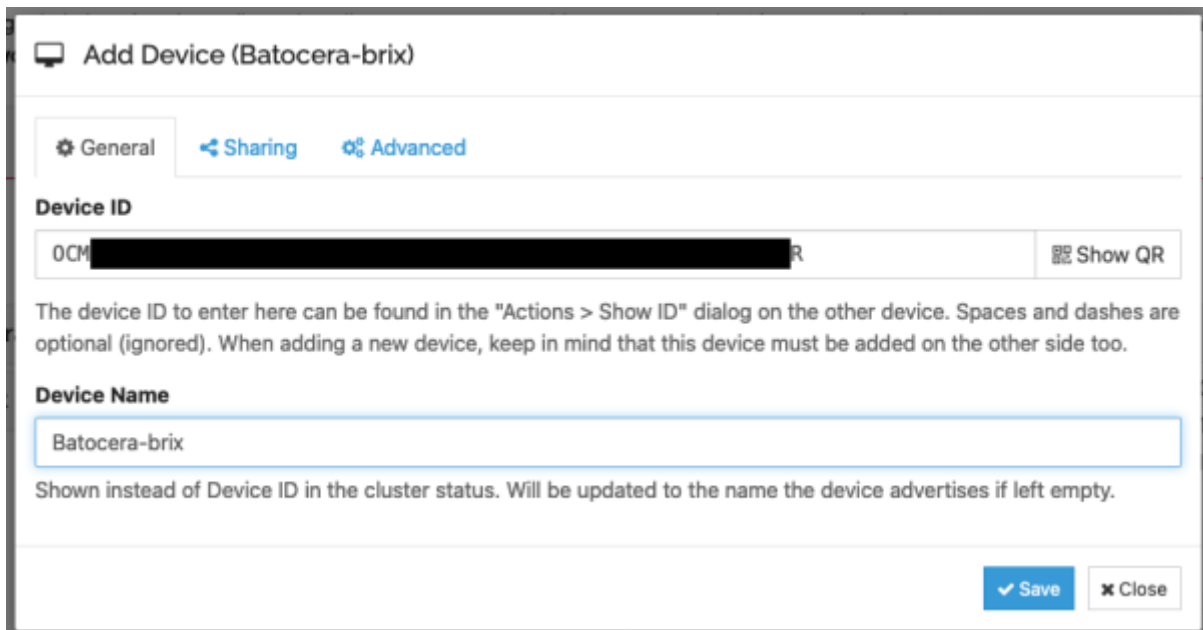 Add Device (Batocera-brix)
General
Sharing
Advanced
Device ID
OCM R
Show QR
The device ID to enter here can be found in the "Actions > Show ID" dialog on the other device. Spaces and dashes are
optional (ignored). When adding a new device, keep in mind that this device must be added on the other side too.
Device Name
Batocera-brix
Shown instead of Device ID in the cluster status. Will be updated to the name the device advertises if left empty.
Save
Close